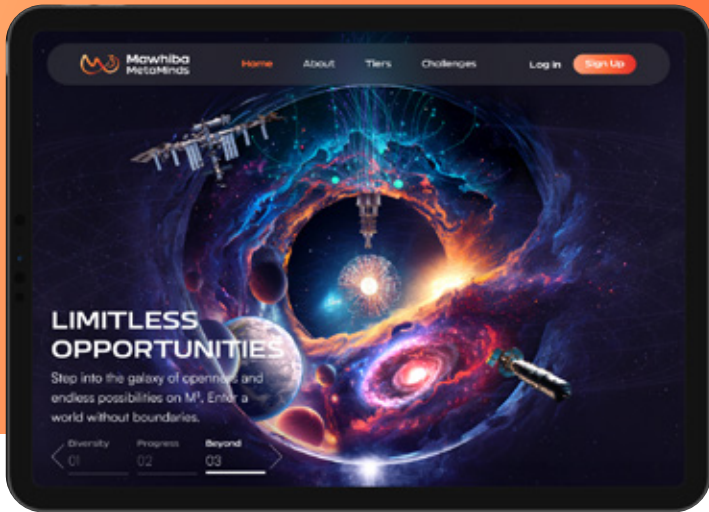 Mawhiba
MetaMinds
Home
About
Tiers
Challenges
Log in
Sign Up
LIMITLESS
OPPORTUNITIES
Step into the galaxy of openness and
endless possibilities on M³. Enter a
world without boundaries.
Diversity
01
Progress
02
Beyond
03